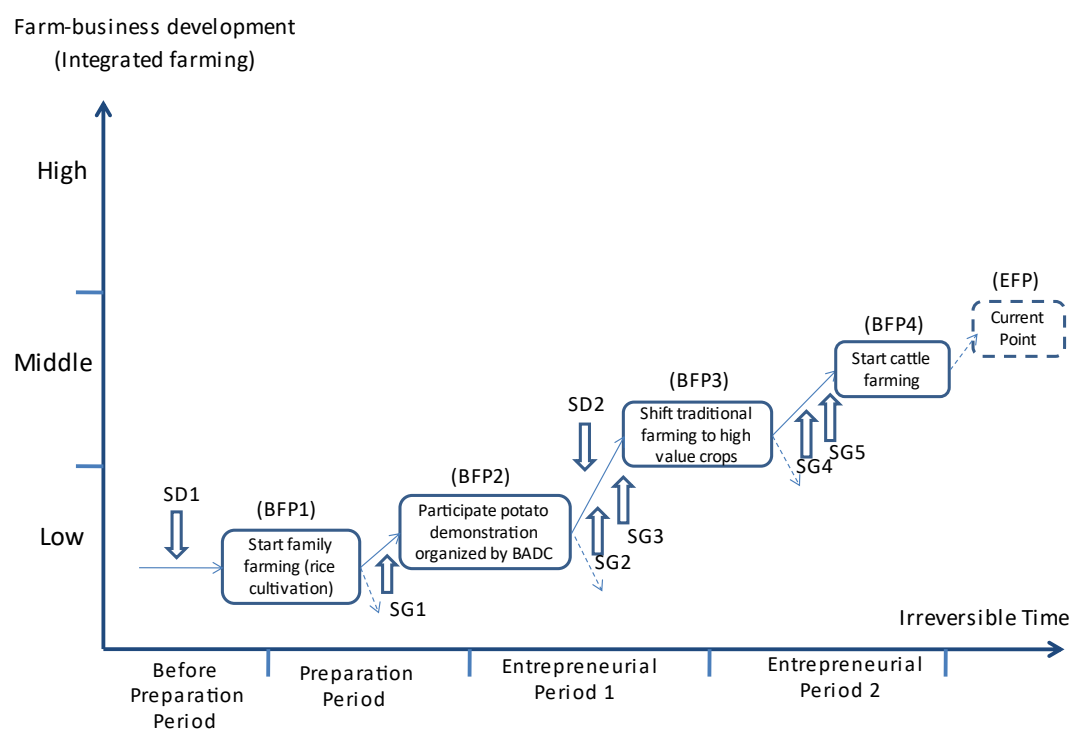 Farm-business development
(Integrated farming)
High
Middle
Low
(EFP)
Current
Point
(BFP4)
Start cattle
farming
(BFP3)
Shift traditional
farming to high
value crops
SD2
SG4
SG5
(BFP2)
Participate potato
demonstration
organized by BADC
SG2
SG3
SD1
(BFP1)
Start family
farming (rice
cultivation)
SG1
Irreversible Time
Before
Preparation
Period
Preparation
Period
Entrepreneurial
Period 1
Entrepreneurial
Period 2